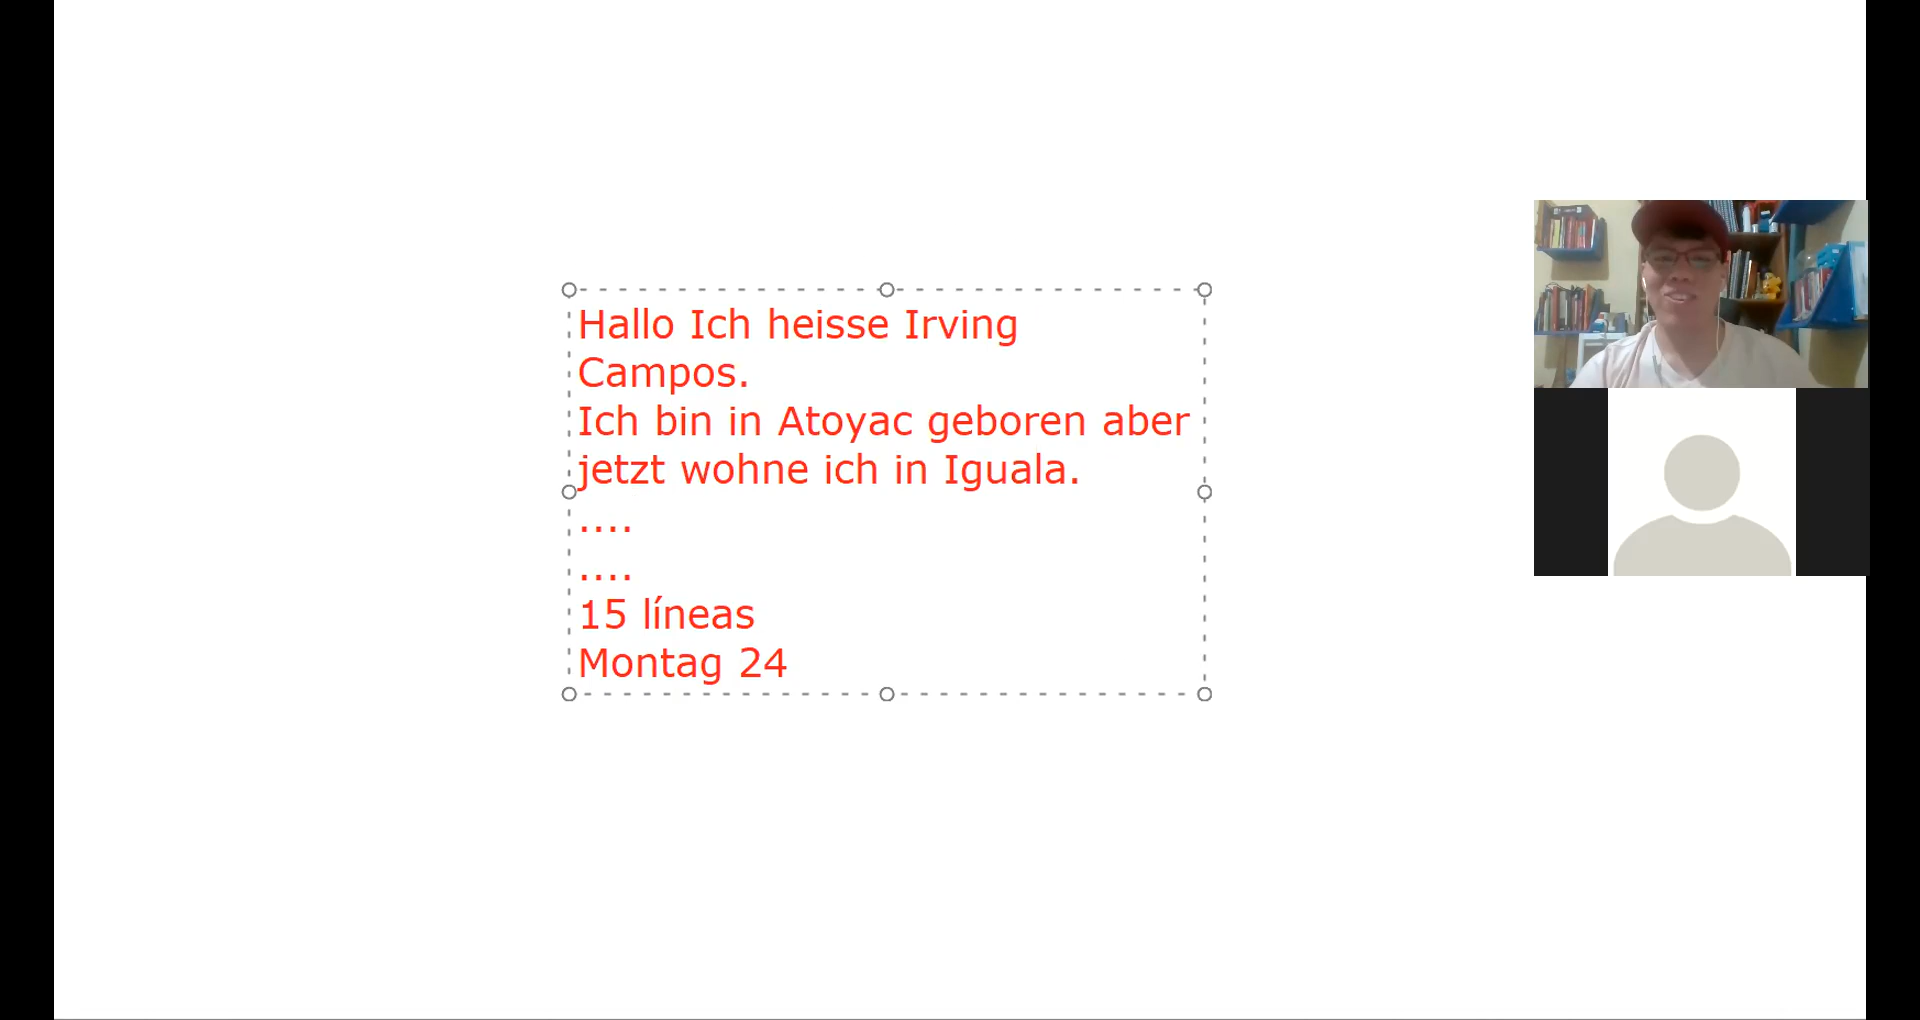 Hallo Ich heisse Irving
Campos.
Ich bin in Atoyac geboren aber
jetzt wohne ich in Iguala.
....
....
15 líneas
Montag 24